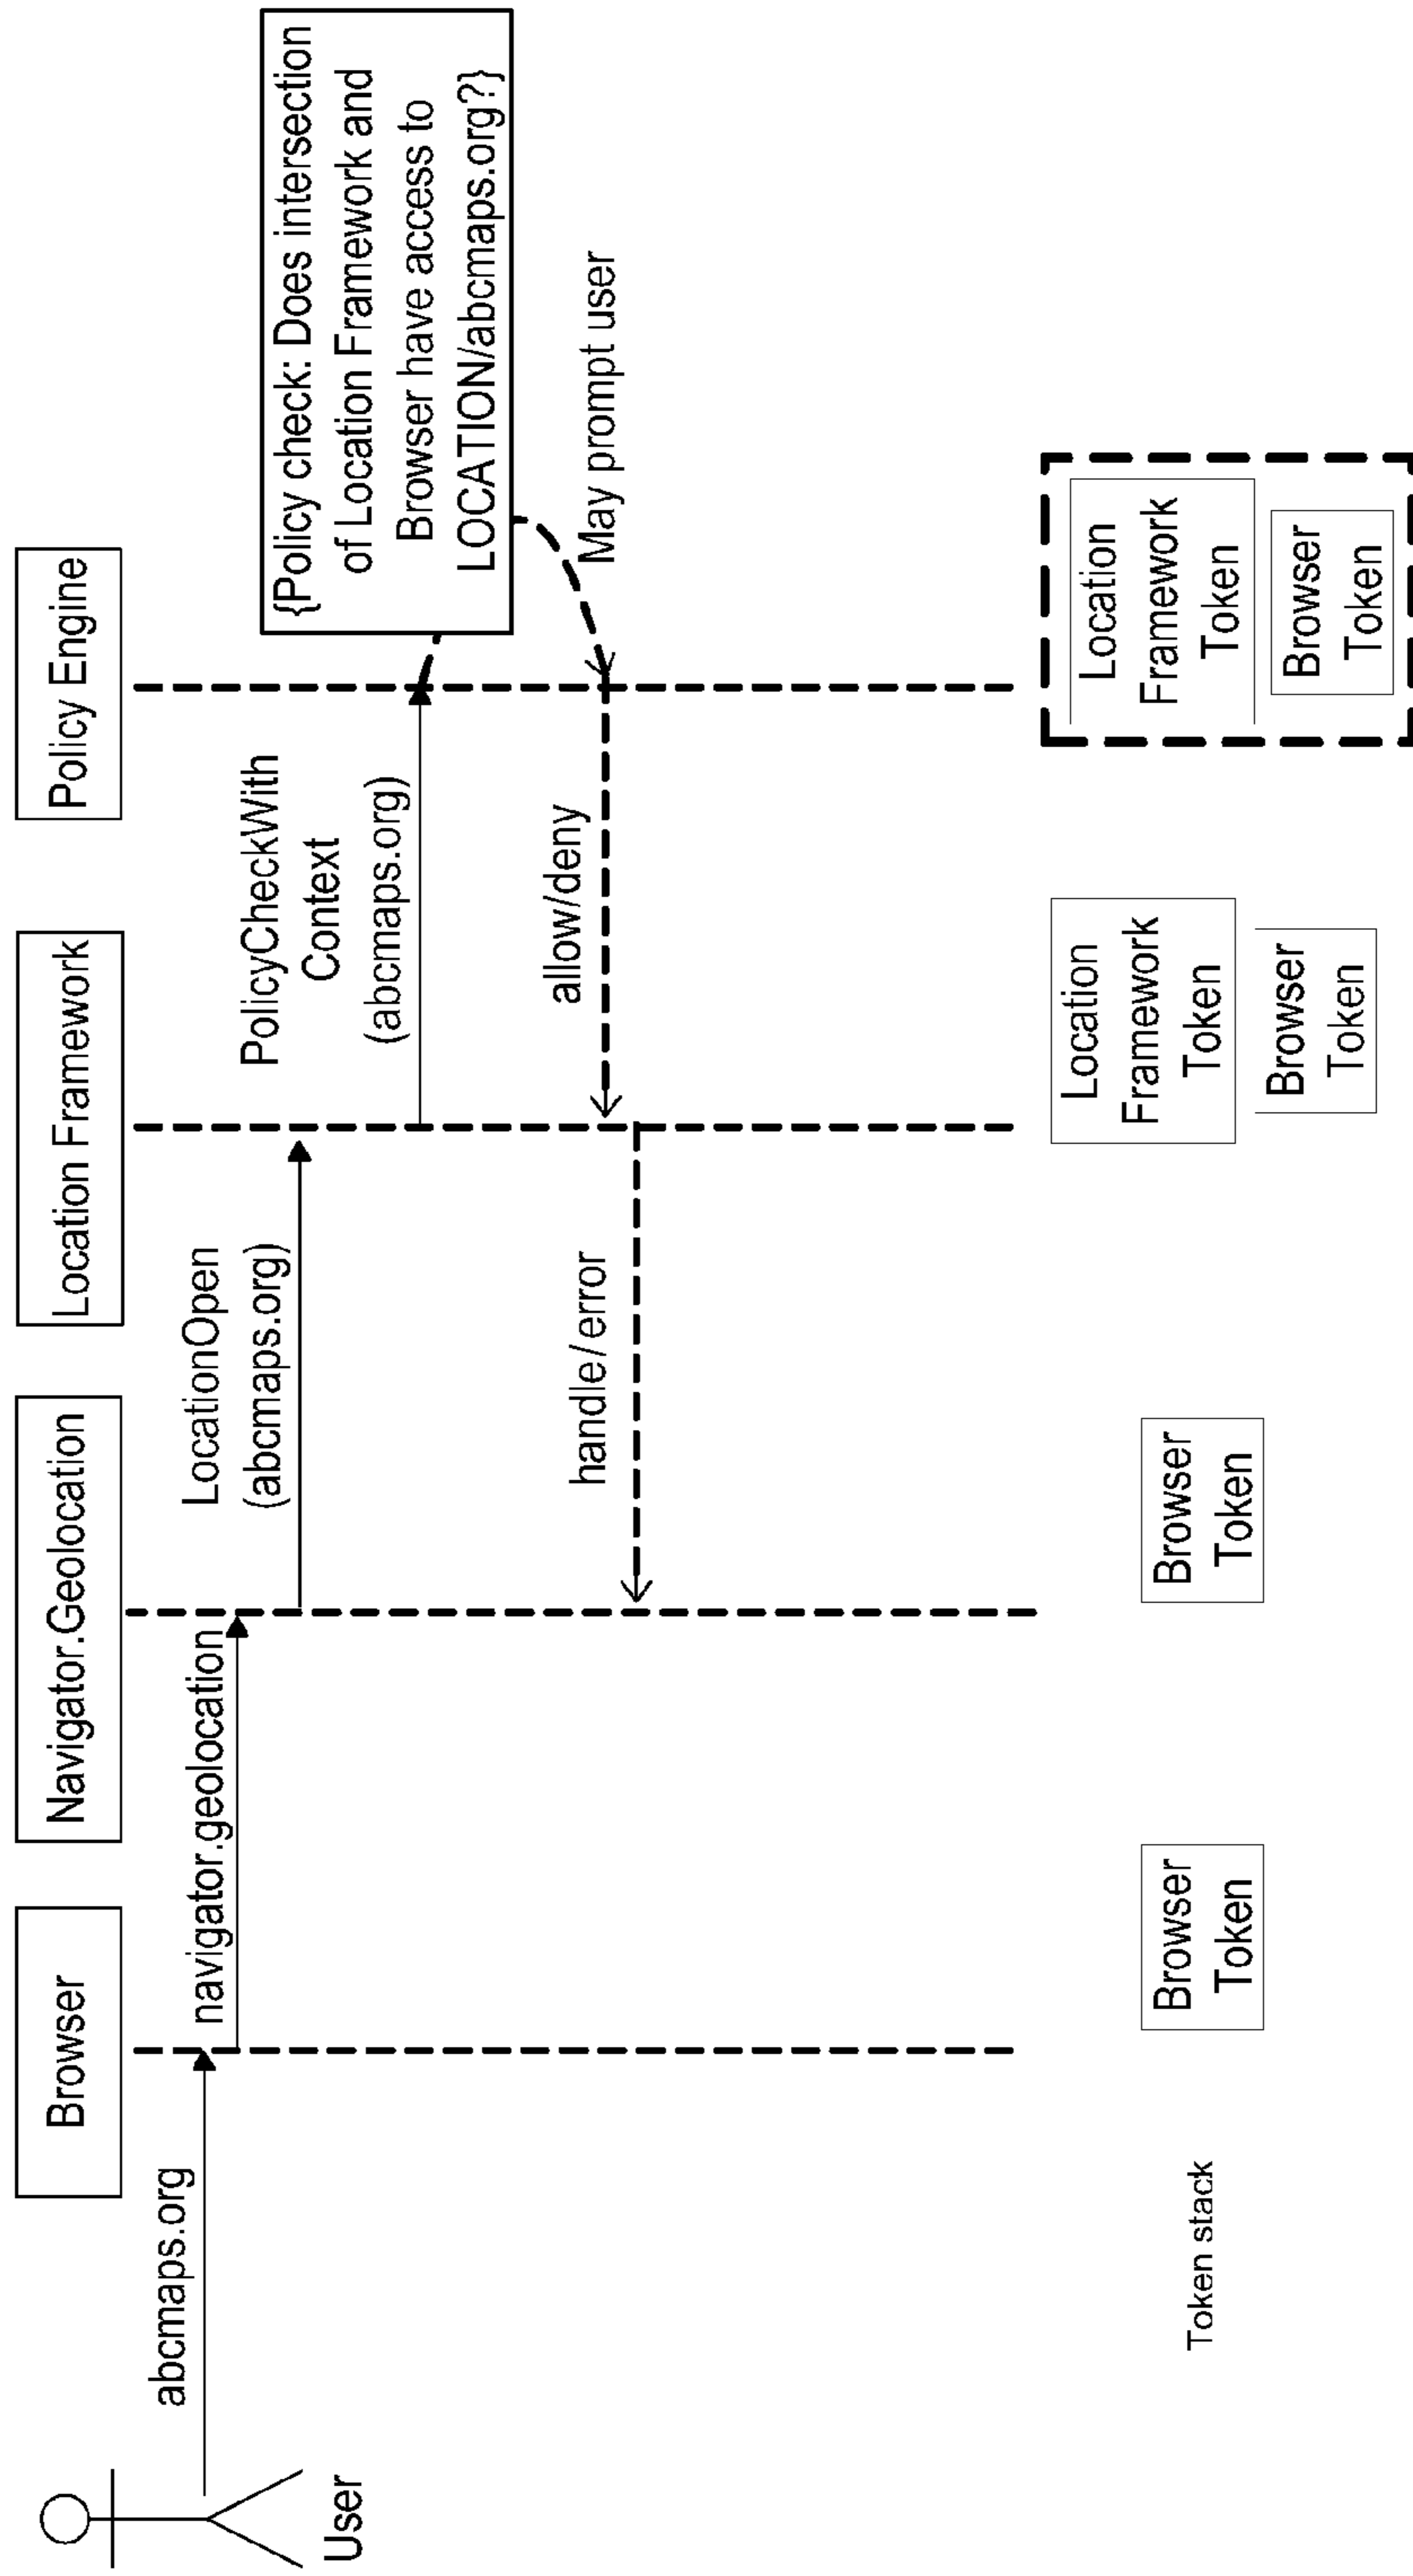 User
abcmaps.org
Browser
navigator.geolocation
Navigator.Geolocation
LocationOpen
(abcmaps.org)
Location Framework
PolicyCheckWith
Context
(abcmaps.org)
Policy Engine
{Policy check: Does intersection
of Location Framework and
Browser have access to
LOCATION/abcmaps.org?}
May prompt user
allow/deny
handle/error
Token stack
Browser
Token
Browser
Token
Location
Framework
Token
Browser
Token
Location
Framework
Token
Browser
Token